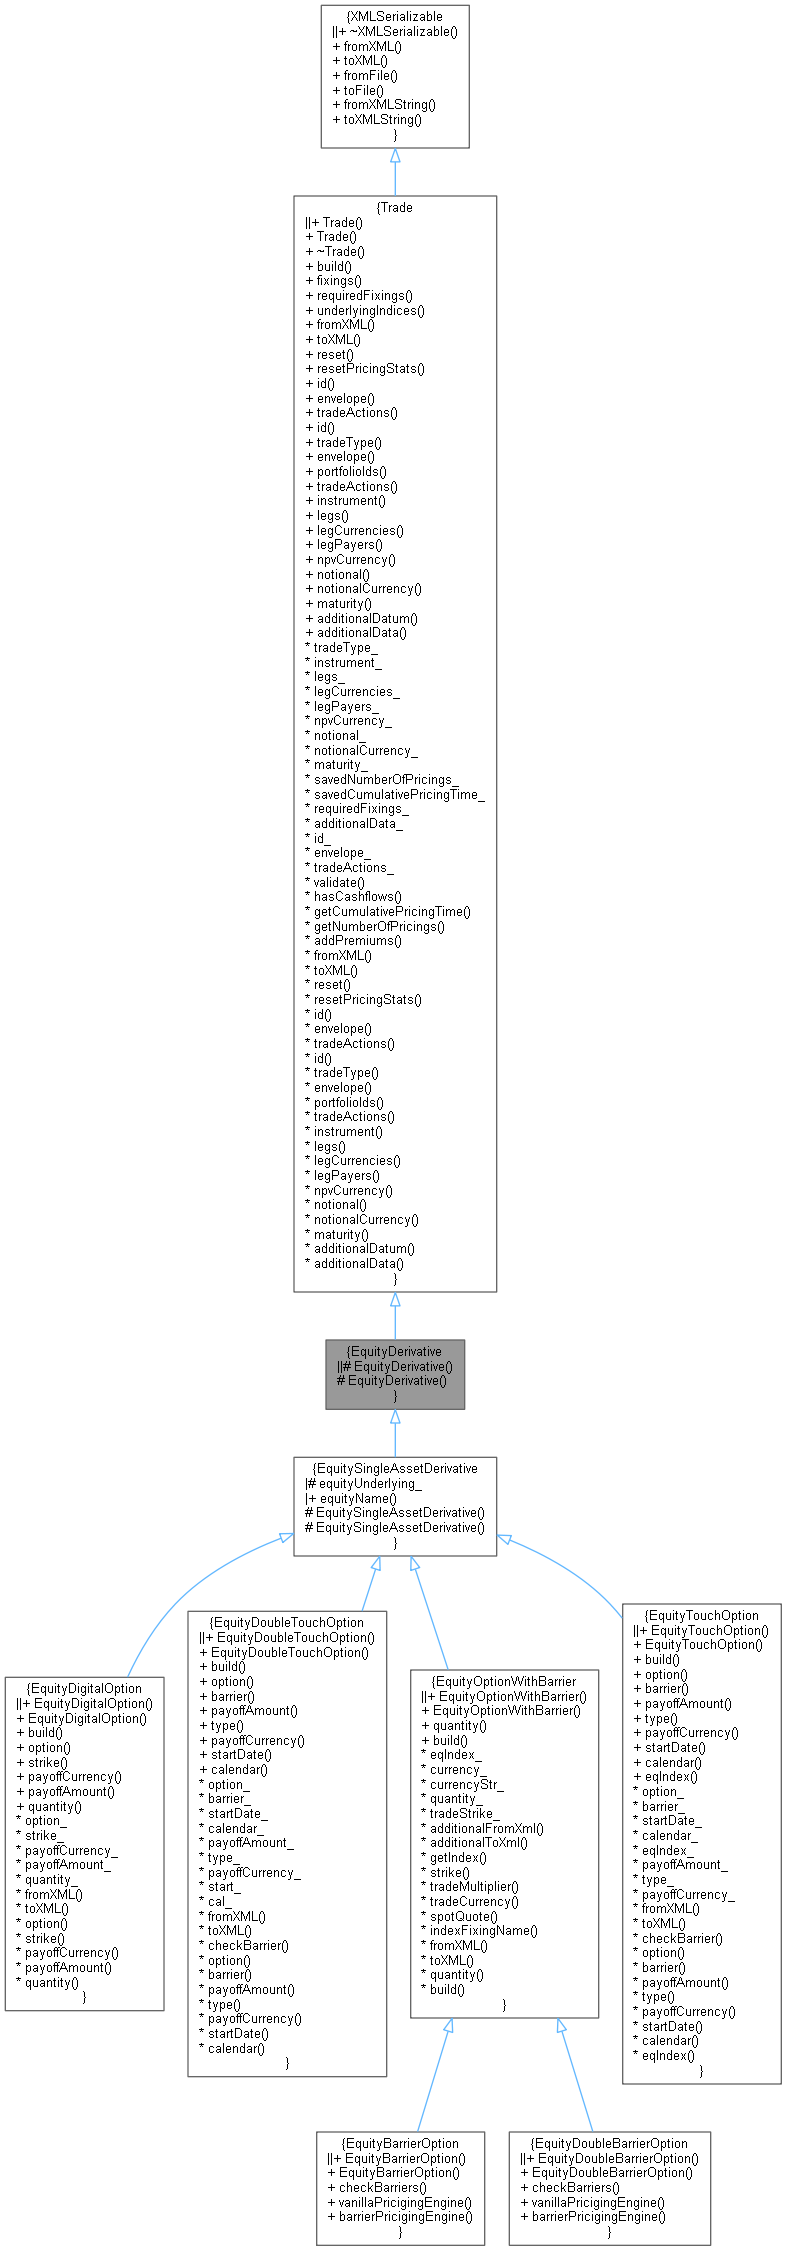 {XMLSerializable
||+ ~XMLSerializable()
+ fromXML()
+ toXML()
+ fromFile()
+ toFile()
+ fromXMLString()
+ toXMLString()
}
{Trade
||+ Trade()
+ Trade()
+ ~Trade()
+ build()
+ fixings()
+ requiredFixings()
+ underlyingIndices()
+ fromXML()
+ toXML()
+ reset()
+ resetPricingStats()
+ id()
+ envelope()
+ tradeActions()
+ id()
+ tradeType()
+ envelope()
+ portfolioIds()
+ tradeActions()
+ instrument()
+ legs()
+ legCurrencies()
+ legPayers()
+ npvCurrency()
+ notional()
+ notionalCurrency()
+ maturity()
+ additionalDatum()
+ additionalData()
* tradeType_
* instrument_
* legs_
* legCurrencies_
* legPayers_
* npvCurrency_
* notional_
* notionalCurrency_
* maturity_
* savedNumberOfPricings_
* savedCumulativePricingTime_
* requiredFixings_
* additionalData_
* id_
* envelope_
* tradeActions_
* validate()
* hasCashflows()
* getCumulativePricingTime()
* getNumberOfPricings()
* addPremiums()
* fromXML()
* toXML()
* reset()
* resetPricingStats()
* id()
* envelope()
* tradeActions()
* id()
* tradeType()
* envelope()
* portfolioIds()
* tradeActions()
* instrument()
* legs()
* legCurrencies()
* legPayers()
* npvCurrency()
* notional()
* notionalCurrency()
* maturity()
* additionalDatum()
* additionalData()
}
{EquityDerivative
||# EquityDerivative()
# EquityDerivative()
}
{EquitySingleAssetDerivative
|# equityUnderlying_
|+ equityName()
# EquitySingleAssetDerivative()
# EquitySingleAssetDerivative()
}
{EquityDigitalOption
||+ EquityDigitalOption()
+ EquityDigitalOption()
+ build()
+ option()
+ strike()
+ payoffCurrency()
+ payoffAmount()
+ quantity()
* option_
* strike_
* payoffCurrency_
* payoffAmount_
* quantity_
* fromXML()
* toXML()
* option()
* strike()
* payoffCurrency()
* payoffAmount()
* quantity()
}
{EquityDoubleTouchOption
||+ EquityDoubleTouchOption()
+ EquityDoubleTouchOption()
+ build()
+ option()
+ barrier()
+ payoffAmount()
+ type()
+ payoffCurrency()
+ startDate()
+ calendar()
* option_
* barrier_
* startDate_
* calendar_
* payoffAmount_
* type_
* payoffCurrency_
* start_
* cal_
* fromXML()
* toXML()
* checkBarrier()
* option()
* barrier()
* payoffAmount()
* type()
* payoffCurrency()
* startDate()
* calendar()
}
{EquityOptionWithBarrier
||+ EquityOptionWithBarrier()
+ EquityOptionWithBarrier()
+ quantity()
+ build()
* eqIndex_
* currency_
* currencyStr_
* quantity_
* tradeStrike_
* additionalFromXml()
* additionalToXml()
* getIndex()
* strike()
* tradeMultiplier()
* tradeCurrency()
* spotQuote()
* indexFixingName()
* fromXML()
* toXML()
* quantity()
* build()
}
{EquityTouchOption
||+ EquityTouchOption()
+ EquityTouchOption()
+ build()
+ option()
+ barrier()
+ payoffAmount()
+ type()
+ payoffCurrency()
+ startDate()
+ calendar()
+ eqIndex()
* option_
* barrier_
* startDate_
* calendar_
* eqIndex_
* payoffAmount_
* type_
* payoffCurrency_
* fromXML()
* toXML()
* checkBarrier()
* option()
* barrier()
* payoffAmount()
* type()
* payoffCurrency()
* startDate()
* calendar()
* eqIndex()
}
{EquityBarrierOption
||+ EquityBarrierOption()
+ EquityBarrierOption()
+ checkBarriers()
+ vanillaPricigingEngine()
+ barrierPricigingEngine()
}
{EquityDoubleBarrierOption
||+ EquityDoubleBarrierOption()
+ EquityDoubleBarrierOption()
+ checkBarriers()
+ vanillaPricigingEngine()
+ barrierPricigingEngine()
}